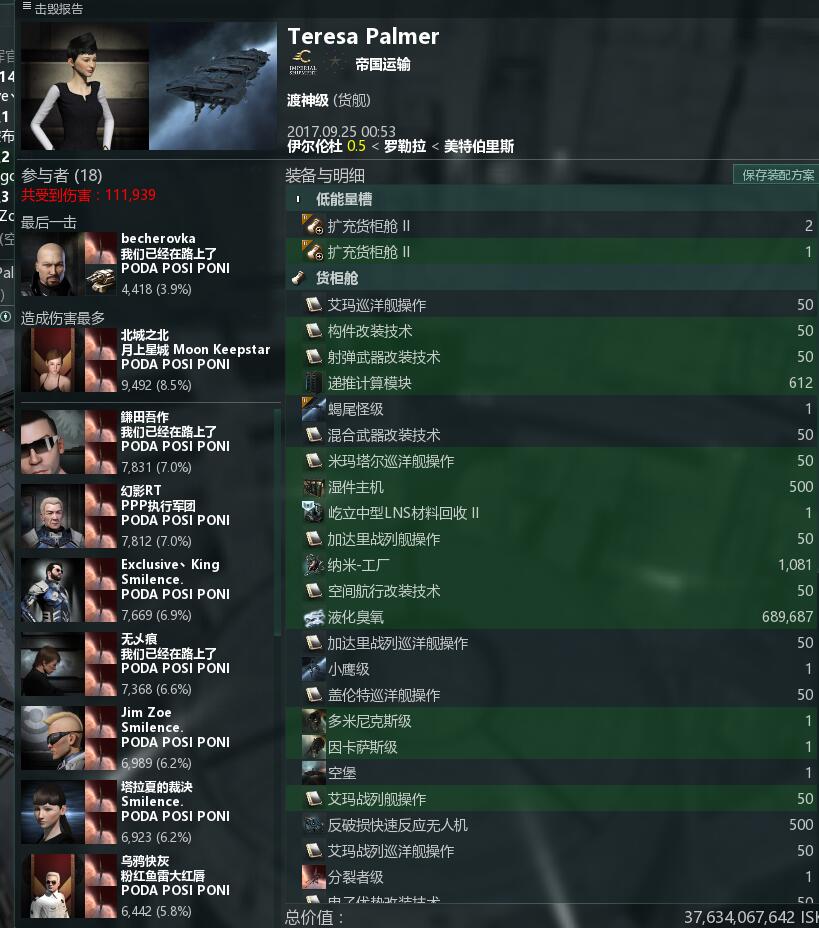 击毁报告
Teresa Palmer
IMPERIAL SHIPMENT
帝国运输
渡神级 (货舰)
2017.09.25 00:53
伊尔伦杜 0.5 < 罗勒拉 < 美特伯里斯
参与者 (18)
共受到伤害：111,939
最后一击
becherovka
我们已经在路上了
PODA POSI PONI
4,418 (3.9%)
造成伤害最多
北城之北
月上星城 Moon Keepstar
PODA POSI PONI
9,492 (8.5%)
鎌田吾作
我们已经在路上了
PODA POSI PONI
7,831 (7.0%)
幻影RT
PPP执行军团
PODA POSI PONI
7,812 (7.0%)
Exclusive、King
Smilence.
PODA POSI PONI
7,669 (6.9%)
无乄痕
我们已经在路上了
PODA POSI PONI
7,368 (6.6%)
Jim Zoe
Smilence.
PODA POSI PONI
6,989 (6.2%)
塔拉夏的裁決
Smilence.
PODA POSI PONI
6,923 (6.2%)
乌鸦快灰
粉红鱼雷大红唇
PODA POSI PONI
6,442 (5.8%)
装备与明细
保存装配方案
低能量槽
扩充货柜舱 II 2
扩充货柜舱 II 1
货柜舱
艾玛巡洋舰操作 50
构件改装技术 50
射弹武器改装技术 50
递推计算模块 612
蝎尾怪级 1
混合武器改装技术 50
米玛塔尔巡洋舰操作 50
湿件主机 500
屹立中型LNS材料回收 II 1
加达里战列舰操作 50
纳米-工厂 1,081
空间航行改装技术 50
液化臭氧 689,687
加达里战列巡洋舰操作 50
小鹰级 1
盖伦特巡洋舰操作 50
多米尼克斯级 1
因卡萨斯级 1
空堡 1
艾玛战列舰操作 50
反破损快速反应无人机 500
艾玛战列巡洋舰操作 50
分裂者级 1
电子优势改装技术 50
总价值： 37,634,067,642 ISK